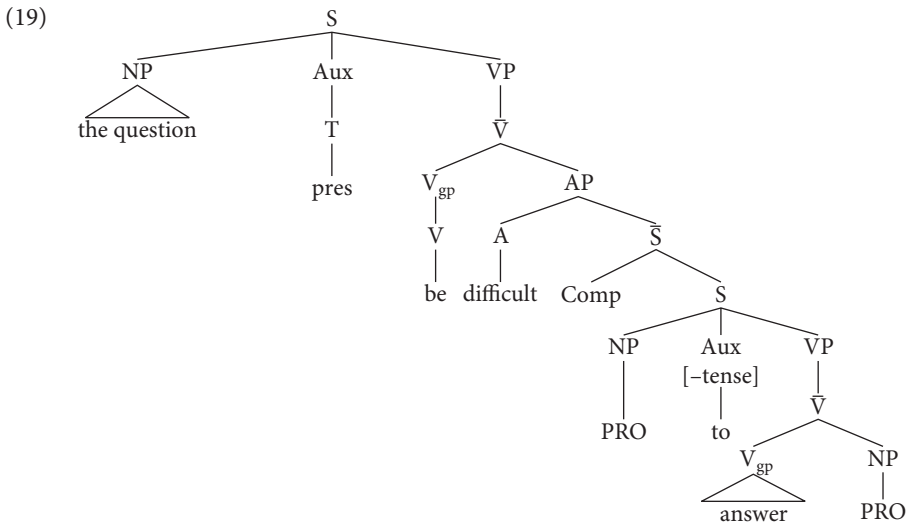 (19)
S
NP Aux VP
the question T V̄
pres V_gp AP
V A S̄
be difficult Comp S
NP Aux VP
[–tense]
V̄
PRO to
V_gp NP
answer PRO